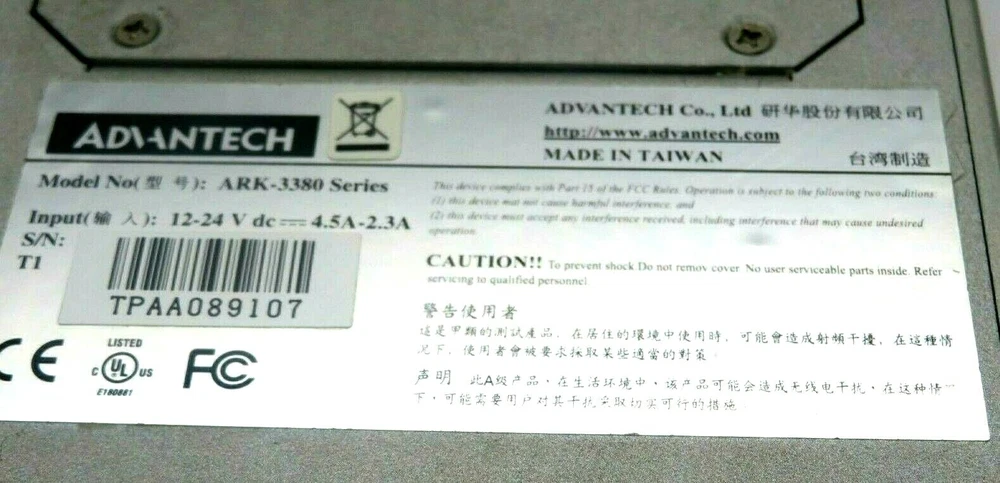 ADVANTECH
ADVANTECH Co., Ltd 研华股份有限公司
http://www.advantech.com
MADE IN TAIWAN 台湾制造
Model No(型 号): ARK-3380 Series
Input(輸 入): 12-24 V dc 4.5A-2.3A
S/N:
T1
TPAA089107
CE
LISTED
C UL US
E180881
FC
This device complies with Part 15 of the FCC Rules. Operation is subject to the following two conditions:
(1) this device mat not cause harmful interference, and
(2) this device must accept any interference received, including interference that may cause undesired
operation.
CAUTION!! To prevent shock Do not remov cover No user serviceable parts inside. Refer
servicing to qualified personnel
警告使用者
這是甲類的測試產品, 在居住的環境中使用時, 可能會造成射頻干擾, 在這種情
況下, 使用者會被要求採取某些適當的對策。
声明 此A级产品, 在生活环境中, 该产品可能会造成无线电干扰, 在这种情
下, 可能需要用户对其干扰采取切实可行的措施